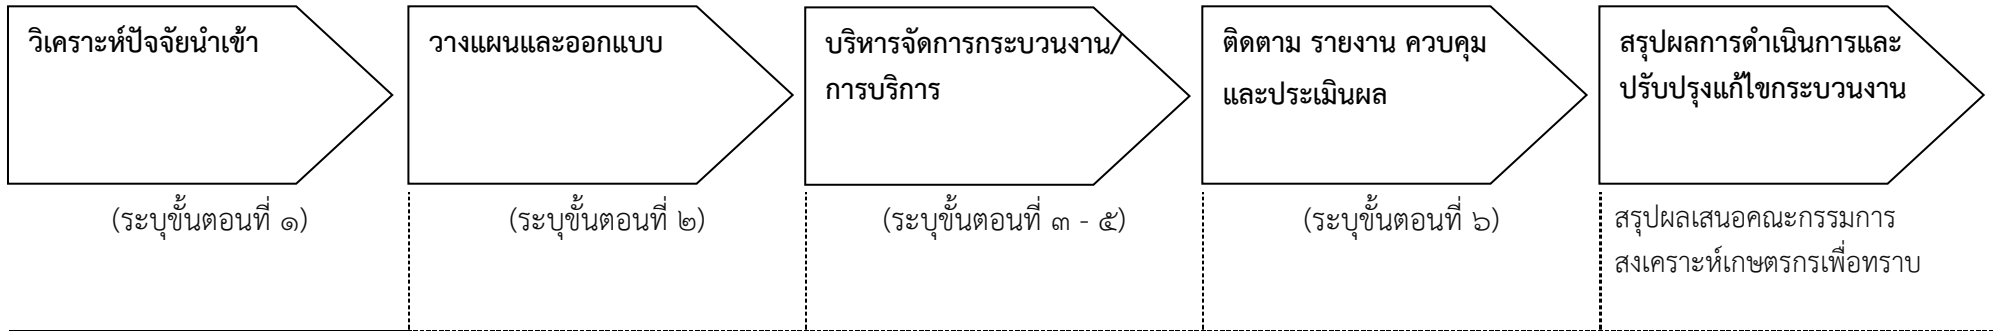 วิเคราะห์ปัจจัยนำเข้า
วางแผนและออกแบบ
บริหารจัดการกระบวนงาน/
การบริการ
ติดตาม รายงาน ควบคุม
และประเมินผล
สรุปผลการดำเนินการและ
ปรับปรุงแก้ไขกระบวนงาน
(ระบุขั้นตอนที่ ๑)
(ระบุขั้นตอนที่ ๒)
(ระบุขั้นตอนที่ ๓ - ๕)
(ระบุขั้นตอนที่ ๖)
สรุปผลเสนอคณะกรรมการ
สงเคราะห์เกษตรกรเพื่อทราบ